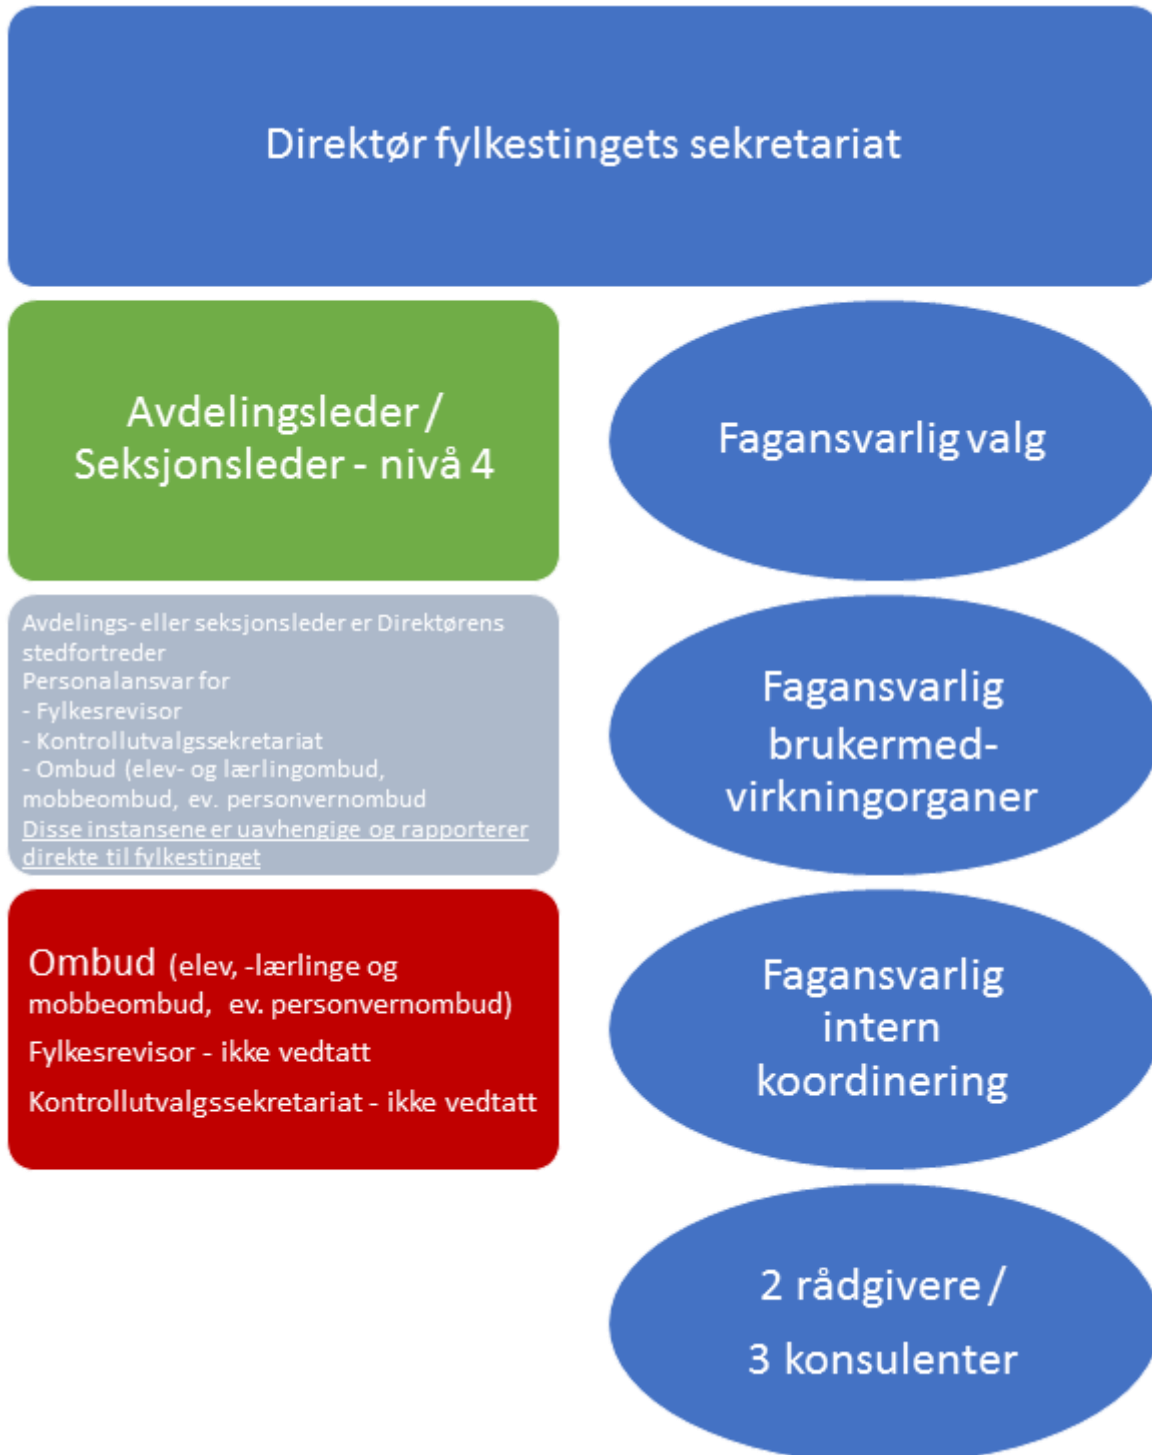 Direktør fylkestingets sekretariat
Avdelingsleder /
Seksjonsleder - nivå 4
Avdelings- eller seksjonsleder er Direktørens
stedfortreder
Personalansvar for
- Fylkesrevisor
- Kontrollutvalgssekretariat
- Ombud (elev- og lærlingombud,
mobbeombud, ev. personvernombud
Disse instansene er uavhengige og rapporterer
direkte til fylkestinget
Ombud (elev, -lærlinge og
mobbeombud, ev. personvernombud)
Fylkesrevisor - ikke vedtatt
Kontrollutvalgssekretariat - ikke vedtatt
Fagansvarlig valg
Fagansvarlig
brukermed-
virkningorganer
Fagansvarlig
intern
koordinering
2 rådgivere /
3 konsulenter